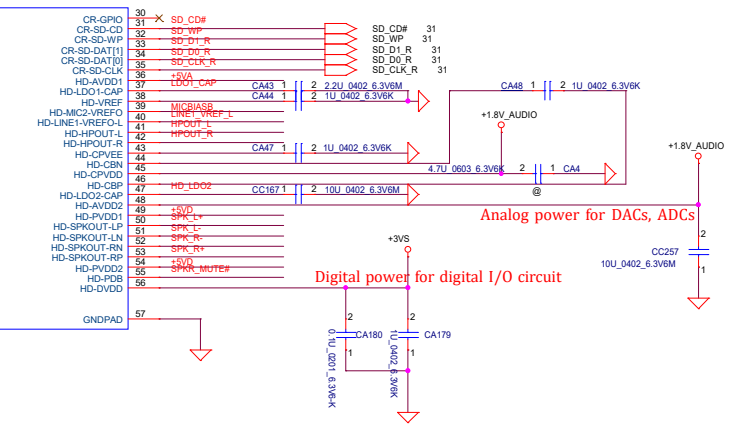 CR-GPIO 30
CR-SD-CD 31 SD_CD# SD_CD# 31
CR-SD-WP 32 SD_WP SD_WP 31
CR-SD-DAT[1] 33 SD_D1_R SD_D1_R 31
CR-SD-DAT[0] 34 SD_D0_R SD_D0_R 31
CR-SD-CLK 35 SD_CLK_R SD_CLK_R 31
HD-AVDD1 36 +5VA
HD-LDO1-CAP 37 LDO1_CAP CA43 1 2 2.2U_0402_6.3V6M CA48 1 2 1U_0402_6.3V6K
HD-VREF 38 CA44 1 2 1U_0402_6.3V6K
HD-MIC2-VREFO 39 MICBIASB
HD-LINE1-VREFO-L 40 LINE1_VREF_L +1.8V_AUDIO
HD-HPOUT-L 41 HPOUT_L
HD-HPOUT-R 42 HPOUT_R
HD-CPVEE 43 CA47 1 2 1U_0402_6.3V6K +1.8V_AUDIO
HD-CBN 44
HD-CPVDD 45 4.7U_0603_6.3V6K 2 1 CA4
HD-CBP 46 @
HD-LDO2-CAP 47 HD_LDO2 CC167 1 2 10U_0402_6.3V6M
HD-AVDD2 48
Analog power for DACs, ADCs
HD-PVDD1 49 +5VD
HD-SPKOUT-LP 50 SPK_L+
HD-SPKOUT-LN 51 SPK_L-
HD-SPKOUT-RN 52 SPK_R-
HD-SPKOUT-RP 53 SPK_R+
HD-PVDD2 54 +5VD
HD-PDB 55 SPKR_MUTE#
HD-DVDD 56
+3VS
2
CC257
10U_0402_6.3V6M
1
Digital power for digital I/O circuit
GNDPAD 57
2 2
CA180 CA179
1 1
0.1U_0201_6.3V6-K
1U_0402_6.3V6K